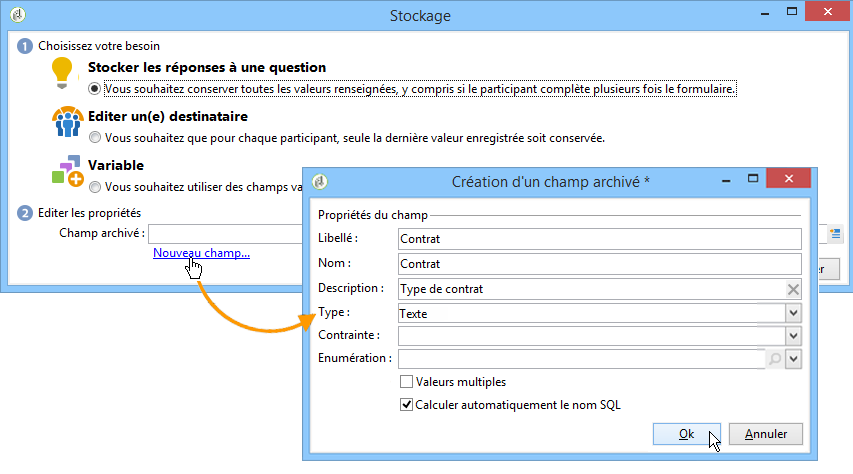 Stockage
1 Choisissez votre besoin
Stocker les réponses à une question
Vous souhaitez conserver toutes les valeurs renseignées, y compris si le participant complète plusieurs fois le formulaire.
Editer un(e) destinataire
Vous souhaitez que pour chaque participant, seule la dernière valeur enregistrée soit conservée.
Variable
Vous souhaitez utiliser des champs va
2 Editer les propriétés
Champ archivé :
Nouveau champ...
Création d'un champ archivé *
Propriétés du champ
Libellé : Contrat
Nom : Contrat
Description : Type de contrat
Type : Texte
Contrainte :
Enumération :
Valeurs multiples
Calculer automatiquement le nom SQL
Ok Annuler